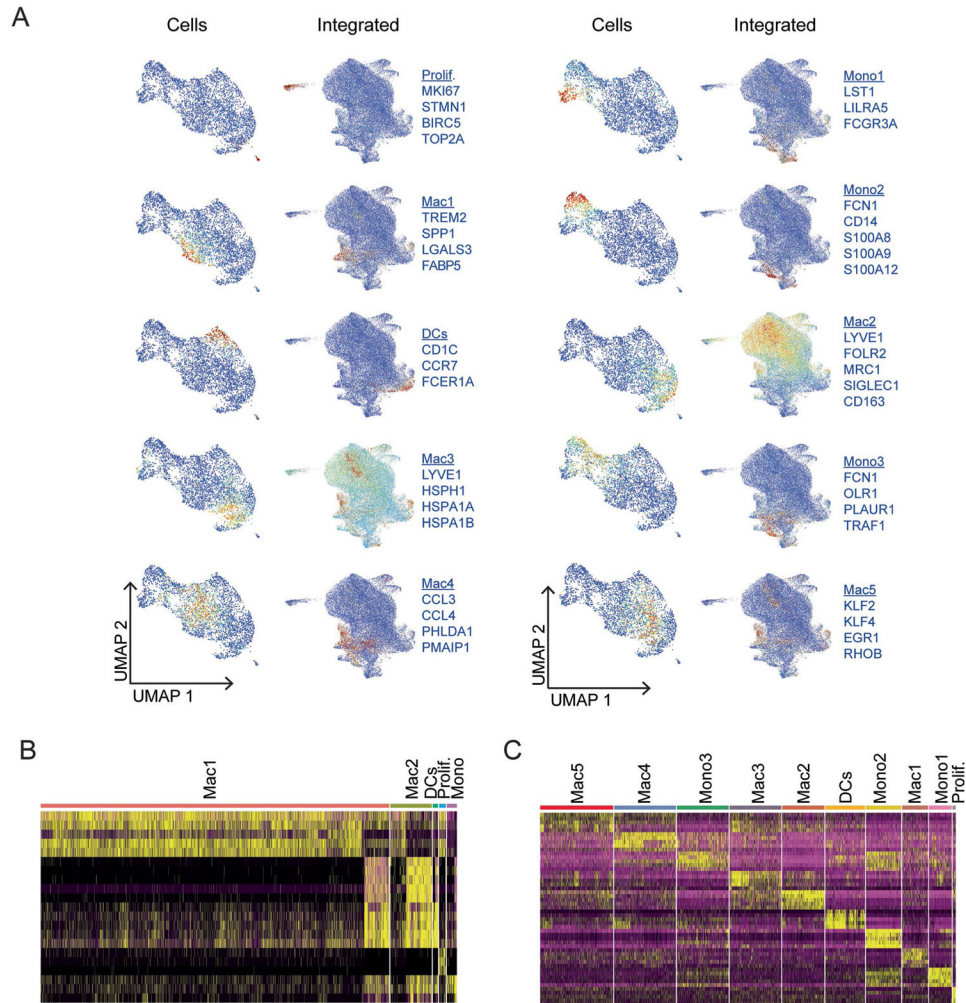 A
Cells
Integrated
Cells
Integrated
Prolif.
MKI67
STMN1
BIRC5
TOP2A
Mono1
LST1
LILRA5
FCGR3A
Mac1
TREM2
SPP1
LGALS3
FABP5
Mono2
FCN1
CD14
S100A8
S100A9
S100A12
DCs
CD1C
CCR7
FCER1A
Mac2
LYVE1
FOLR2
MRC1
SIGLEC1
CD163
Mac3
LYVE1
HSPH1
HSPA1A
HSPA1B
Mono3
FCN1
OLR1
PLAUR1
TRAF1
Mac4
CCL3
CCL4
PHLDA1
PMAIP1
Mac5
KLF2
KLF4
EGR1
RHOB
UMAP 2
UMAP 1
UMAP 2
UMAP 1
B
Mac1
Mac2
DCs
Prolif.
Mono
C
Mac5
Mac4
Mono3
Mac3
Mac2
DCs
Mono2
Mac1
Mono1
Prolif.